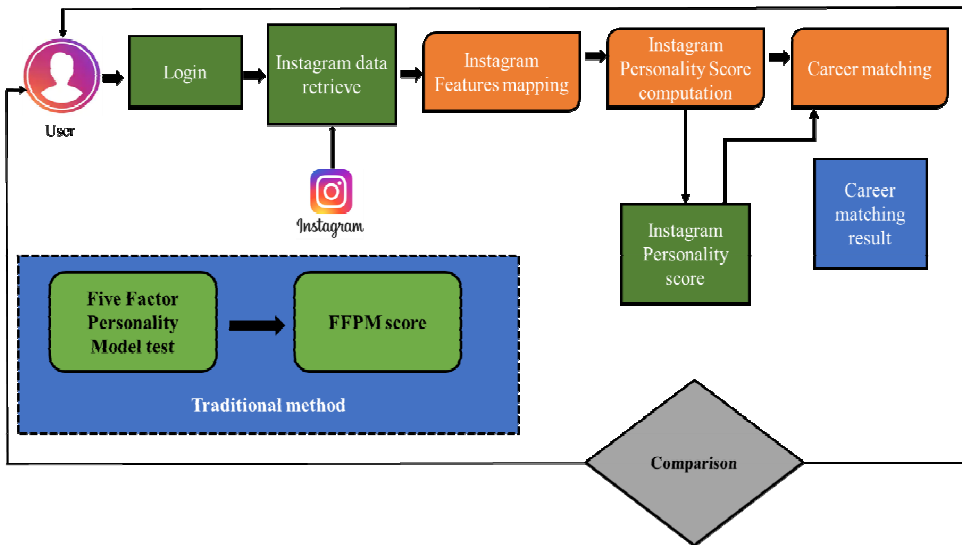 User
Login
Instagram data
retrieve
Instagram
Features mapping
Instagram
Personality Score
computation
Career matching
Instagram
Instagram
Personality
score
Career
matching
result
Five Factor
Personality
Model test
FFPM score
Traditional method
Comparison